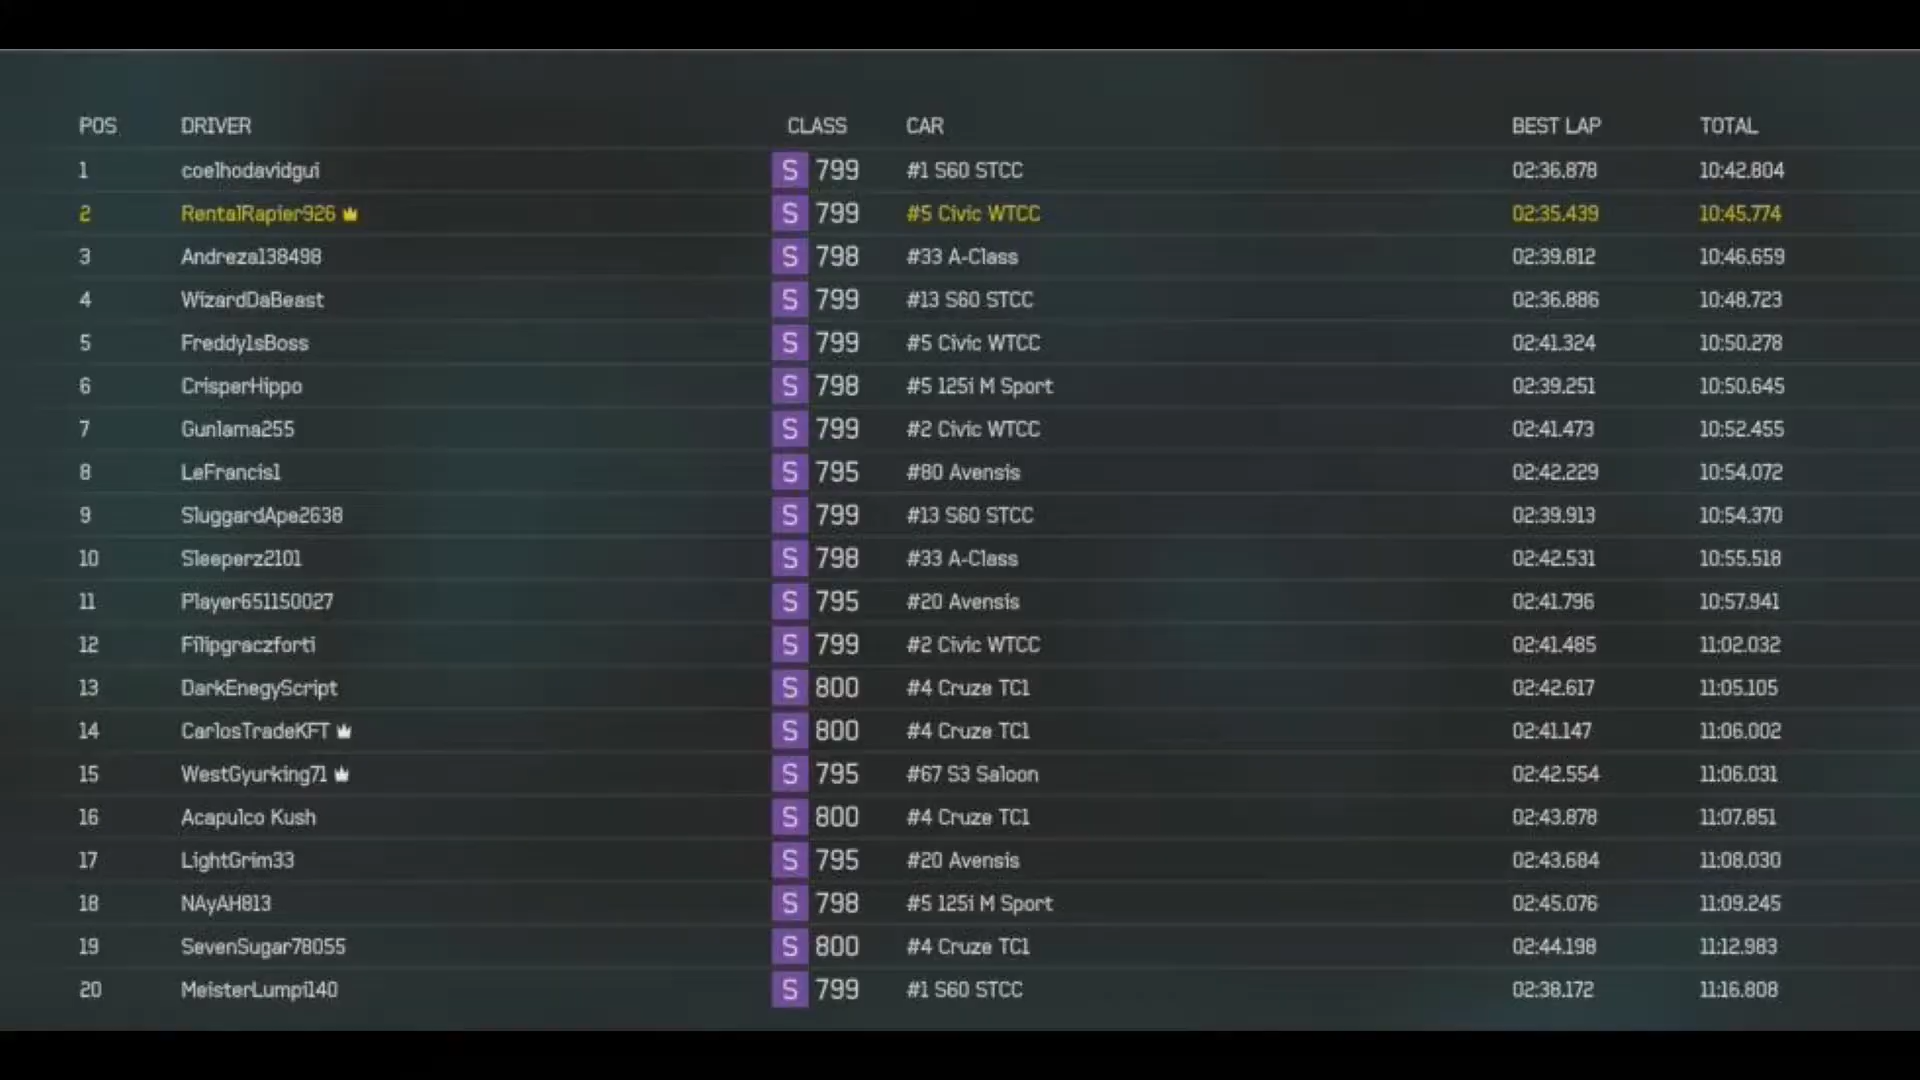 POS DRIVER CLASS CAR BEST LAP TOTAL
1 coelhodavidgui S 799 #1 S60 STCC 02:36.878 10:42.804
2 RentalRapier926 S 799 #5 Civic WTCC 02:35.439 10:45.774
3 Andreza138498 S 798 #33 A-Class 02:39.812 10:46.659
4 WizardDaBeast S 799 #13 S60 STCC 02:36.886 10:48.723
5 FreddylsBoss S 799 #5 Civic WTCC 02:41.324 10:50.278
6 CrisperHippo S 798 #5 125i M Sport 02:39.251 10:50.645
7 Gunlama255 S 799 #2 Civic WTCC 02:41.473 10:52.455
8 LeFrancis1 S 795 #80 Avensis 02:42.229 10:54.072
9 SluggardApe2638 S 799 #13 S60 STCC 02:39.913 10:54.370
10 Sleeperz2101 S 798 #33 A-Class 02:42.531 10:55.518
11 Player651150027 S 795 #20 Avensis 02:41.796 10:57.941
12 Filipgraczforti S 799 #2 Civic WTCC 02:41.485 11:02.032
13 DarkEnegyScript S 800 #4 Cruze TC1 02:42.617 11:05.105
14 CarlosTradeKFT S 800 #4 Cruze TC1 02:41.147 11:06.002
15 WestGyurking71 S 795 #67 S3 Saloon 02:42.554 11:06.031
16 Acapulco Kush S 800 #4 Cruze TC1 02:43.878 11:07.851
17 LightGrim33 S 795 #20 Avensis 02:43.684 11:08.030
18 NAyAH813 S 798 #5 125i M Sport 02:45.076 11:09.245
19 SevenSugar78055 S 800 #4 Cruze TC1 02:44.198 11:12.983
20 MeisterLumpi140 S 799 #1 S60 STCC 02:38.172 11:16.808